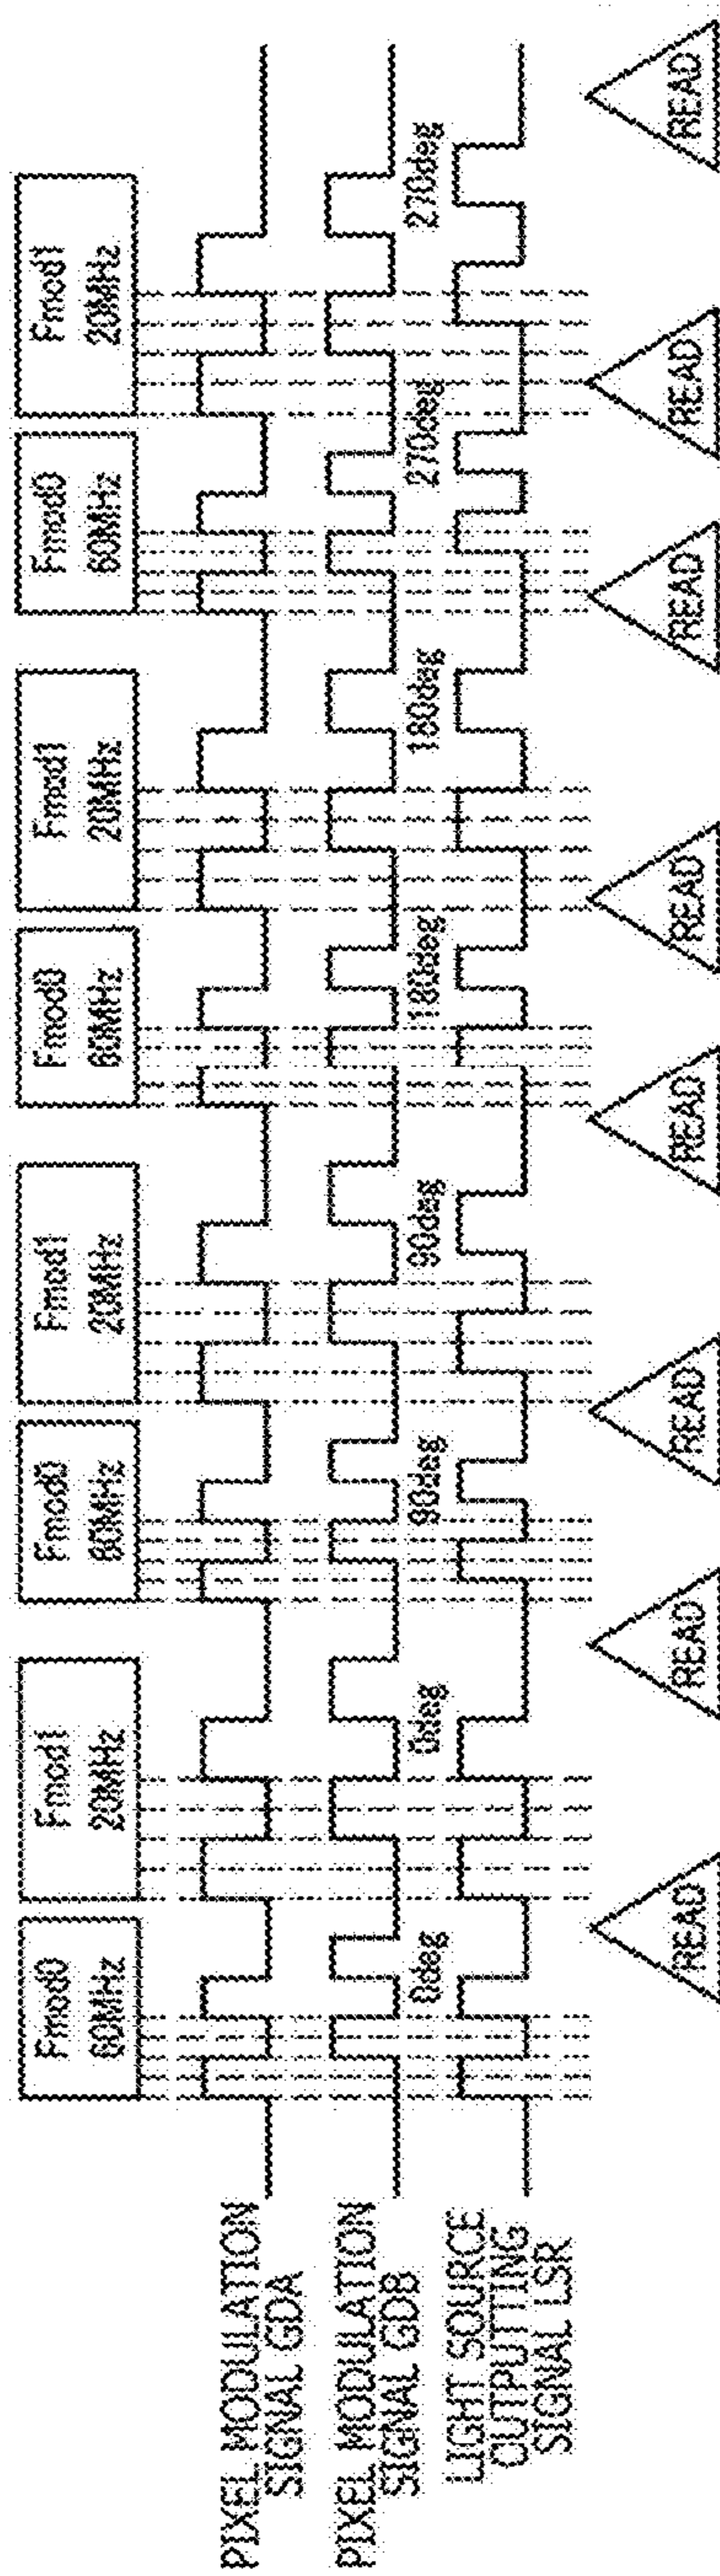 Fmod0
60MHz
Fmod1
20MHz
Fmod0
60MHz
Fmod1
20MHz
Fmod0
60MHz
Fmod1
20MHz
Fmod0
60MHz
Fmod1
20MHz
PIXEL MODULATION
SIGNAL GDA
PIXEL MODULATION
SIGNAL GDB
0deg
0deg
90deg
90deg
180deg
180deg
270deg
270deg
LIGHT SOURCE
OUTPUTTING
SIGNAL LSR
READ
READ
READ
READ
READ
READ
READ
READ